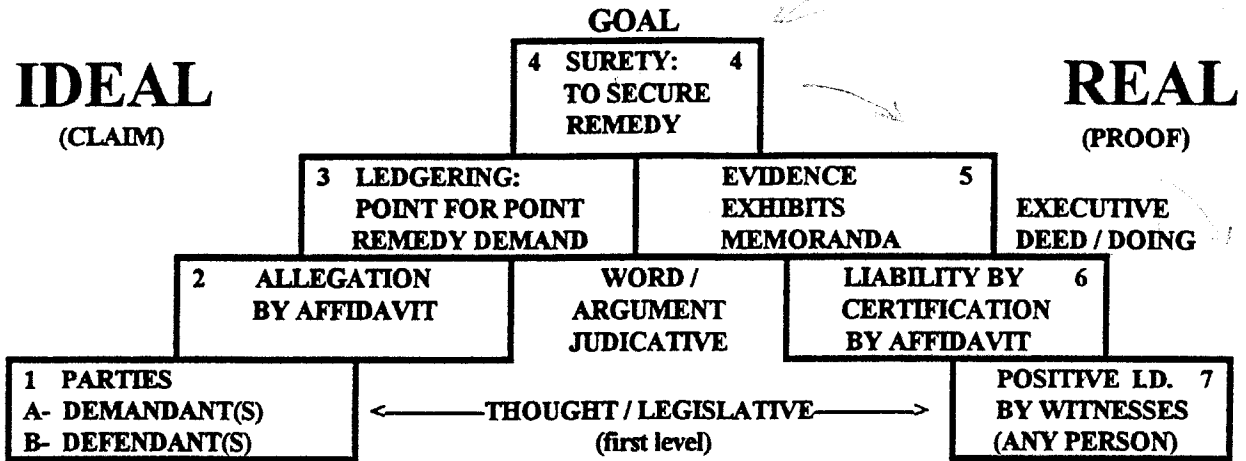 GOAL
IDEAL
(CLAIM)
4 SURETY: 4
TO SECURE
REMEDY
REAL
(PROOF)
3 LEDGERING:
POINT FOR POINT
REMEDY DEMAND
EVIDENCE 5
EXHIBITS
MEMORANDA
EXECUTIVE
DEED / DOING
2 ALLEGATION
BY AFFIDAVIT
WORD /
ARGUMENT
JUDICATIVE
LIABILITY BY 6
CERTIFICATION
BY AFFIDAVIT
1 PARTIES
A- DEMANDANT(S)
B- DEFENDANT(S)
<———THOUGHT / LEGISLATIVE———>
(first level)
POSITIVE I.D. 7
BY WITNESSES
(ANY PERSON)